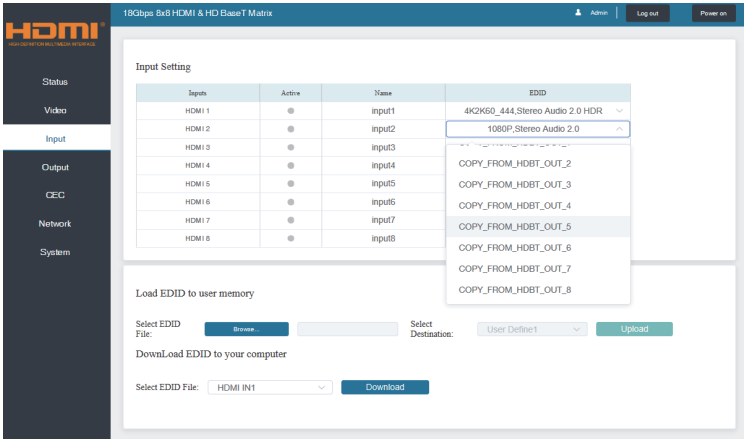 HDMI®
HIGH DEFINITION MULTIMEDIA INTERFACE
18Gbps 8x8 HDMI & HD BaseT Matrix
Admin
Log out
Power on
Status
Video
Input
Output
CEC
Network
System
Input Setting
Inputs Active Name EDID
HDMI 1 input1 4K2K60_444,Stereo Audio 2.0 HDR
HDMI 2 input2 1080P,Stereo Audio 2.0
HDMI 3 input3
HDMI 4 input4
HDMI 5 input5
HDMI 6 input6
HDMI 7 input7
HDMI 8 input8
COPY_FROM_HDBT_OUT_2
COPY_FROM_HDBT_OUT_3
COPY_FROM_HDBT_OUT_4
COPY_FROM_HDBT_OUT_5
COPY_FROM_HDBT_OUT_6
COPY_FROM_HDBT_OUT_7
COPY_FROM_HDBT_OUT_8
Load EDID to user memory
Select EDID
File:
Browse...
Select
Destination:
User Define1
Upload
DownLoad EDID to your computer
Select EDID File:
HDMI IN1
Download